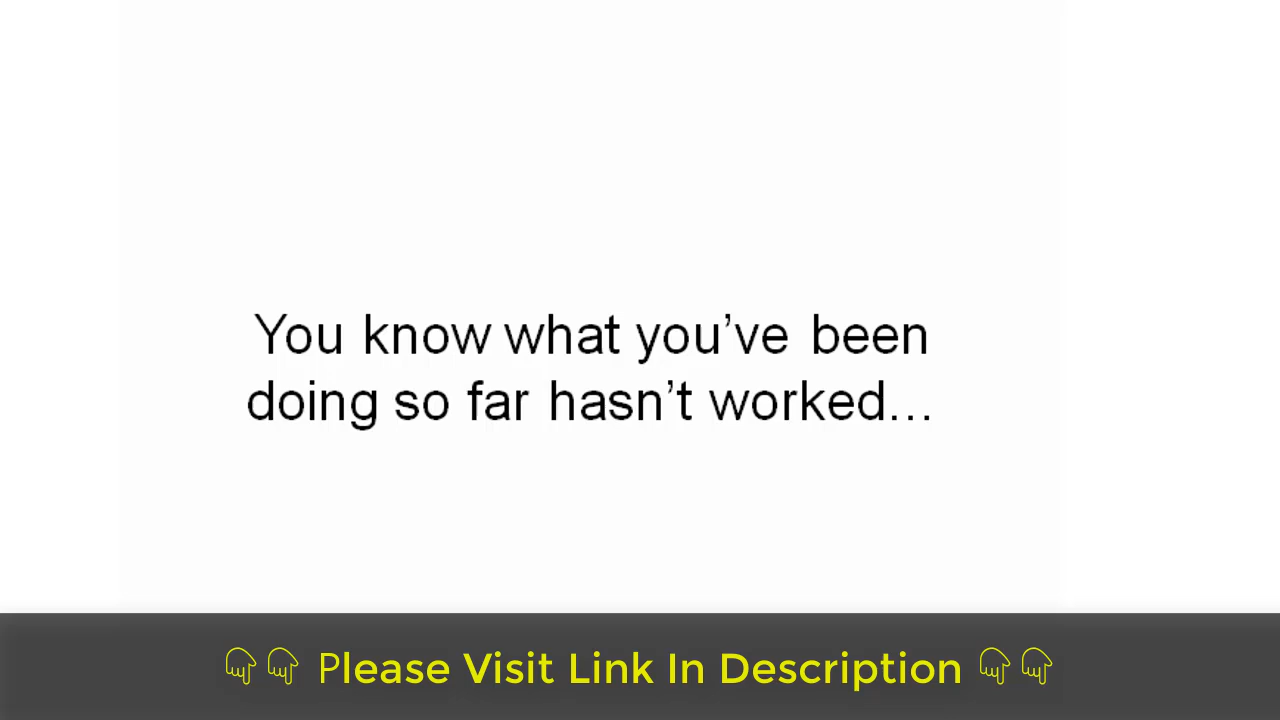 You know what you’ve been
doing so far hasn’t worked…
Please Visit Link In Description